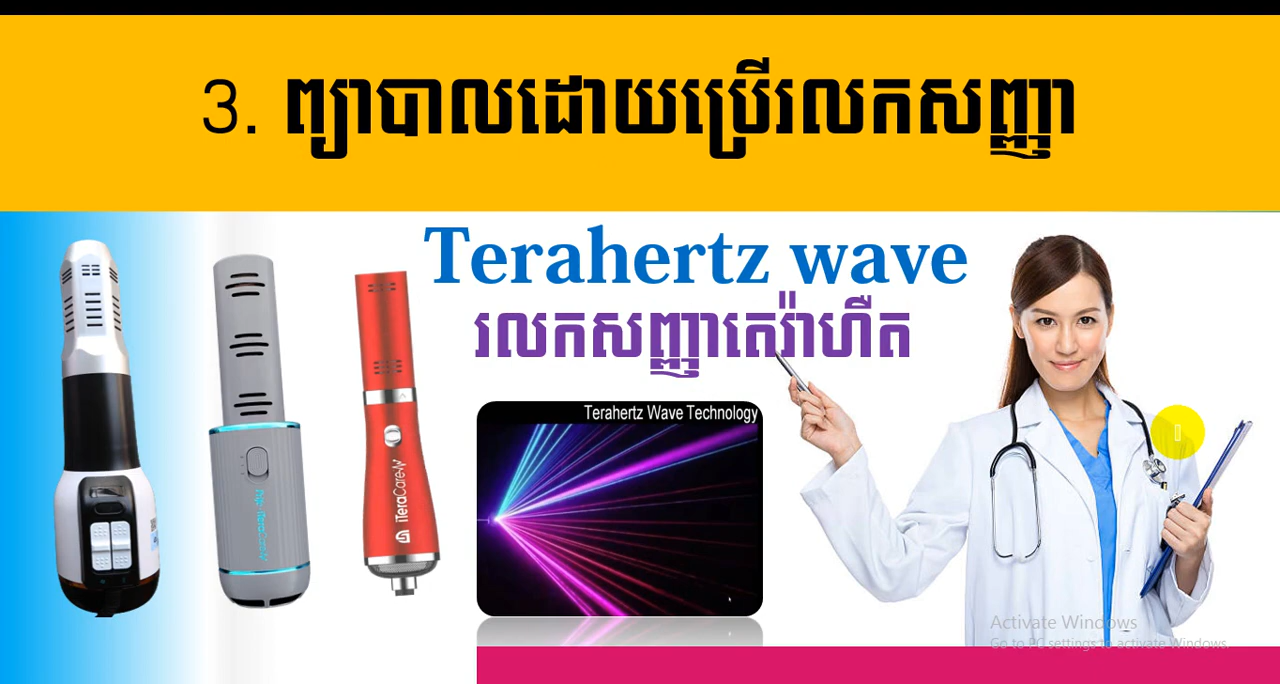 3. ព្យាបាលដោយប្រើរលកសញ្ញា
Terahertz wave
រលកសញ្ញាតេរ៉ាហឺត
Terahertz Wave Technology
iTeraCare
Activate Windows
Go to PC settings to activate Windows.